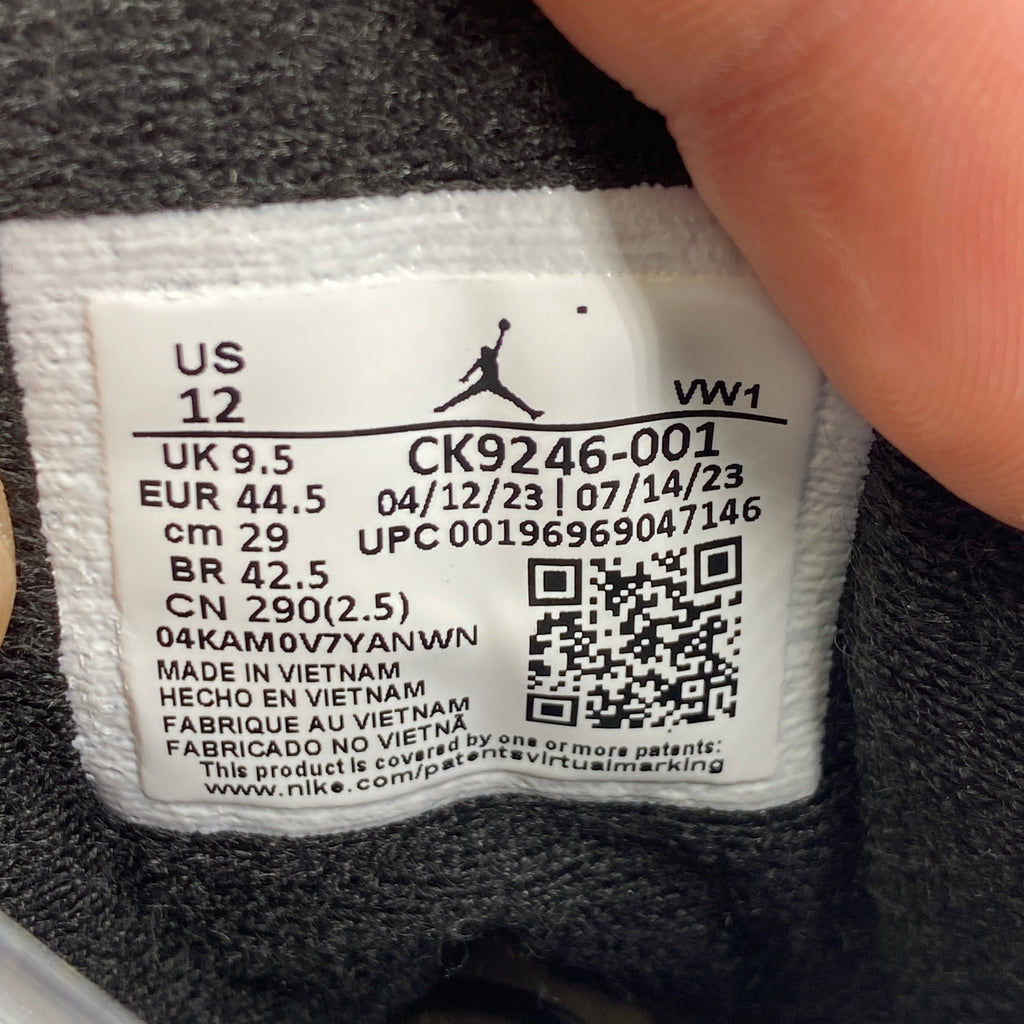 US
12
VW1
UK 9.5
CK9246-001
EUR 44.5
04/12/23 | 07/14/23
cm 29
UPC 00196969047146
BR 42.5
CN 290(2.5)
04KAM0V7YANWN
MADE IN VIETNAM
HECHO EN VIETNAM
FABRIQUE AU VIETNAM
FABRICADO NO VIETNÃ
This product is covered by one or more patents:
www.nike.com/patentsvirtualmarking